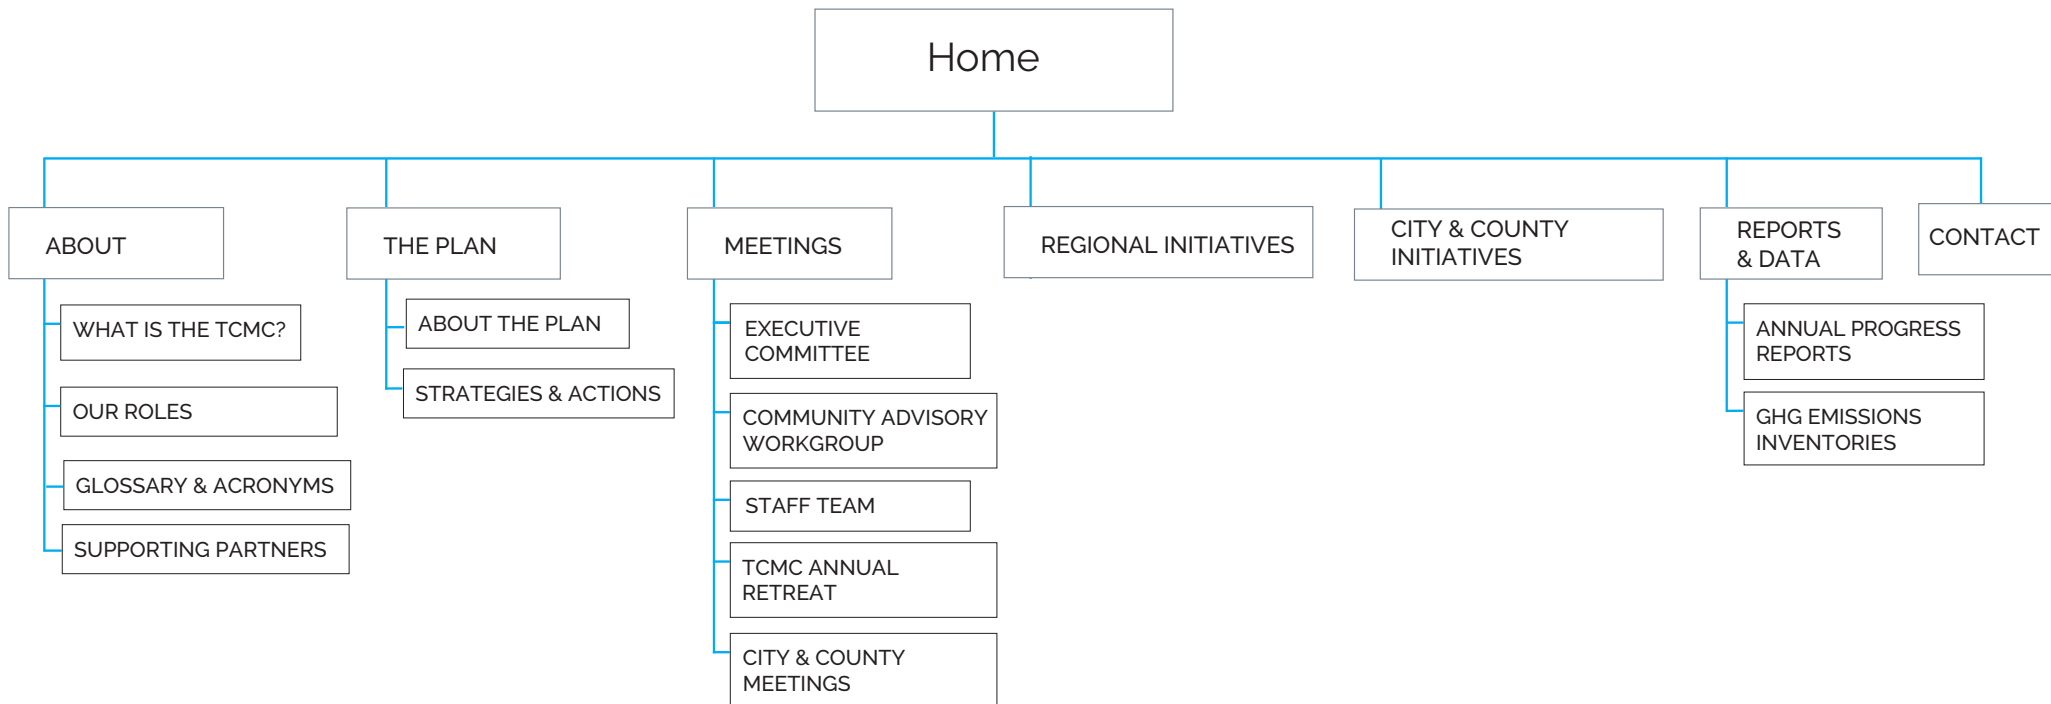 Home
ABOUT
WHAT IS THE TCMC?
OUR ROLES
GLOSSARY & ACRONYMS
SUPPORTING PARTNERS
THE PLAN
ABOUT THE PLAN
STRATEGIES & ACTIONS
MEETINGS
EXECUTIVE
COMMITTEE
COMMUNITY ADVISORY
WORKGROUP
STAFF TEAM
TCMC ANNUAL
RETREAT
CITY & COUNTY
MEETINGS
REGIONAL INITIATIVES
CITY & COUNTY
INITIATIVES
REPORTS
& DATA
ANNUAL PROGRESS
REPORTS
GHG EMISSIONS
INVENTORIES
CONTACT